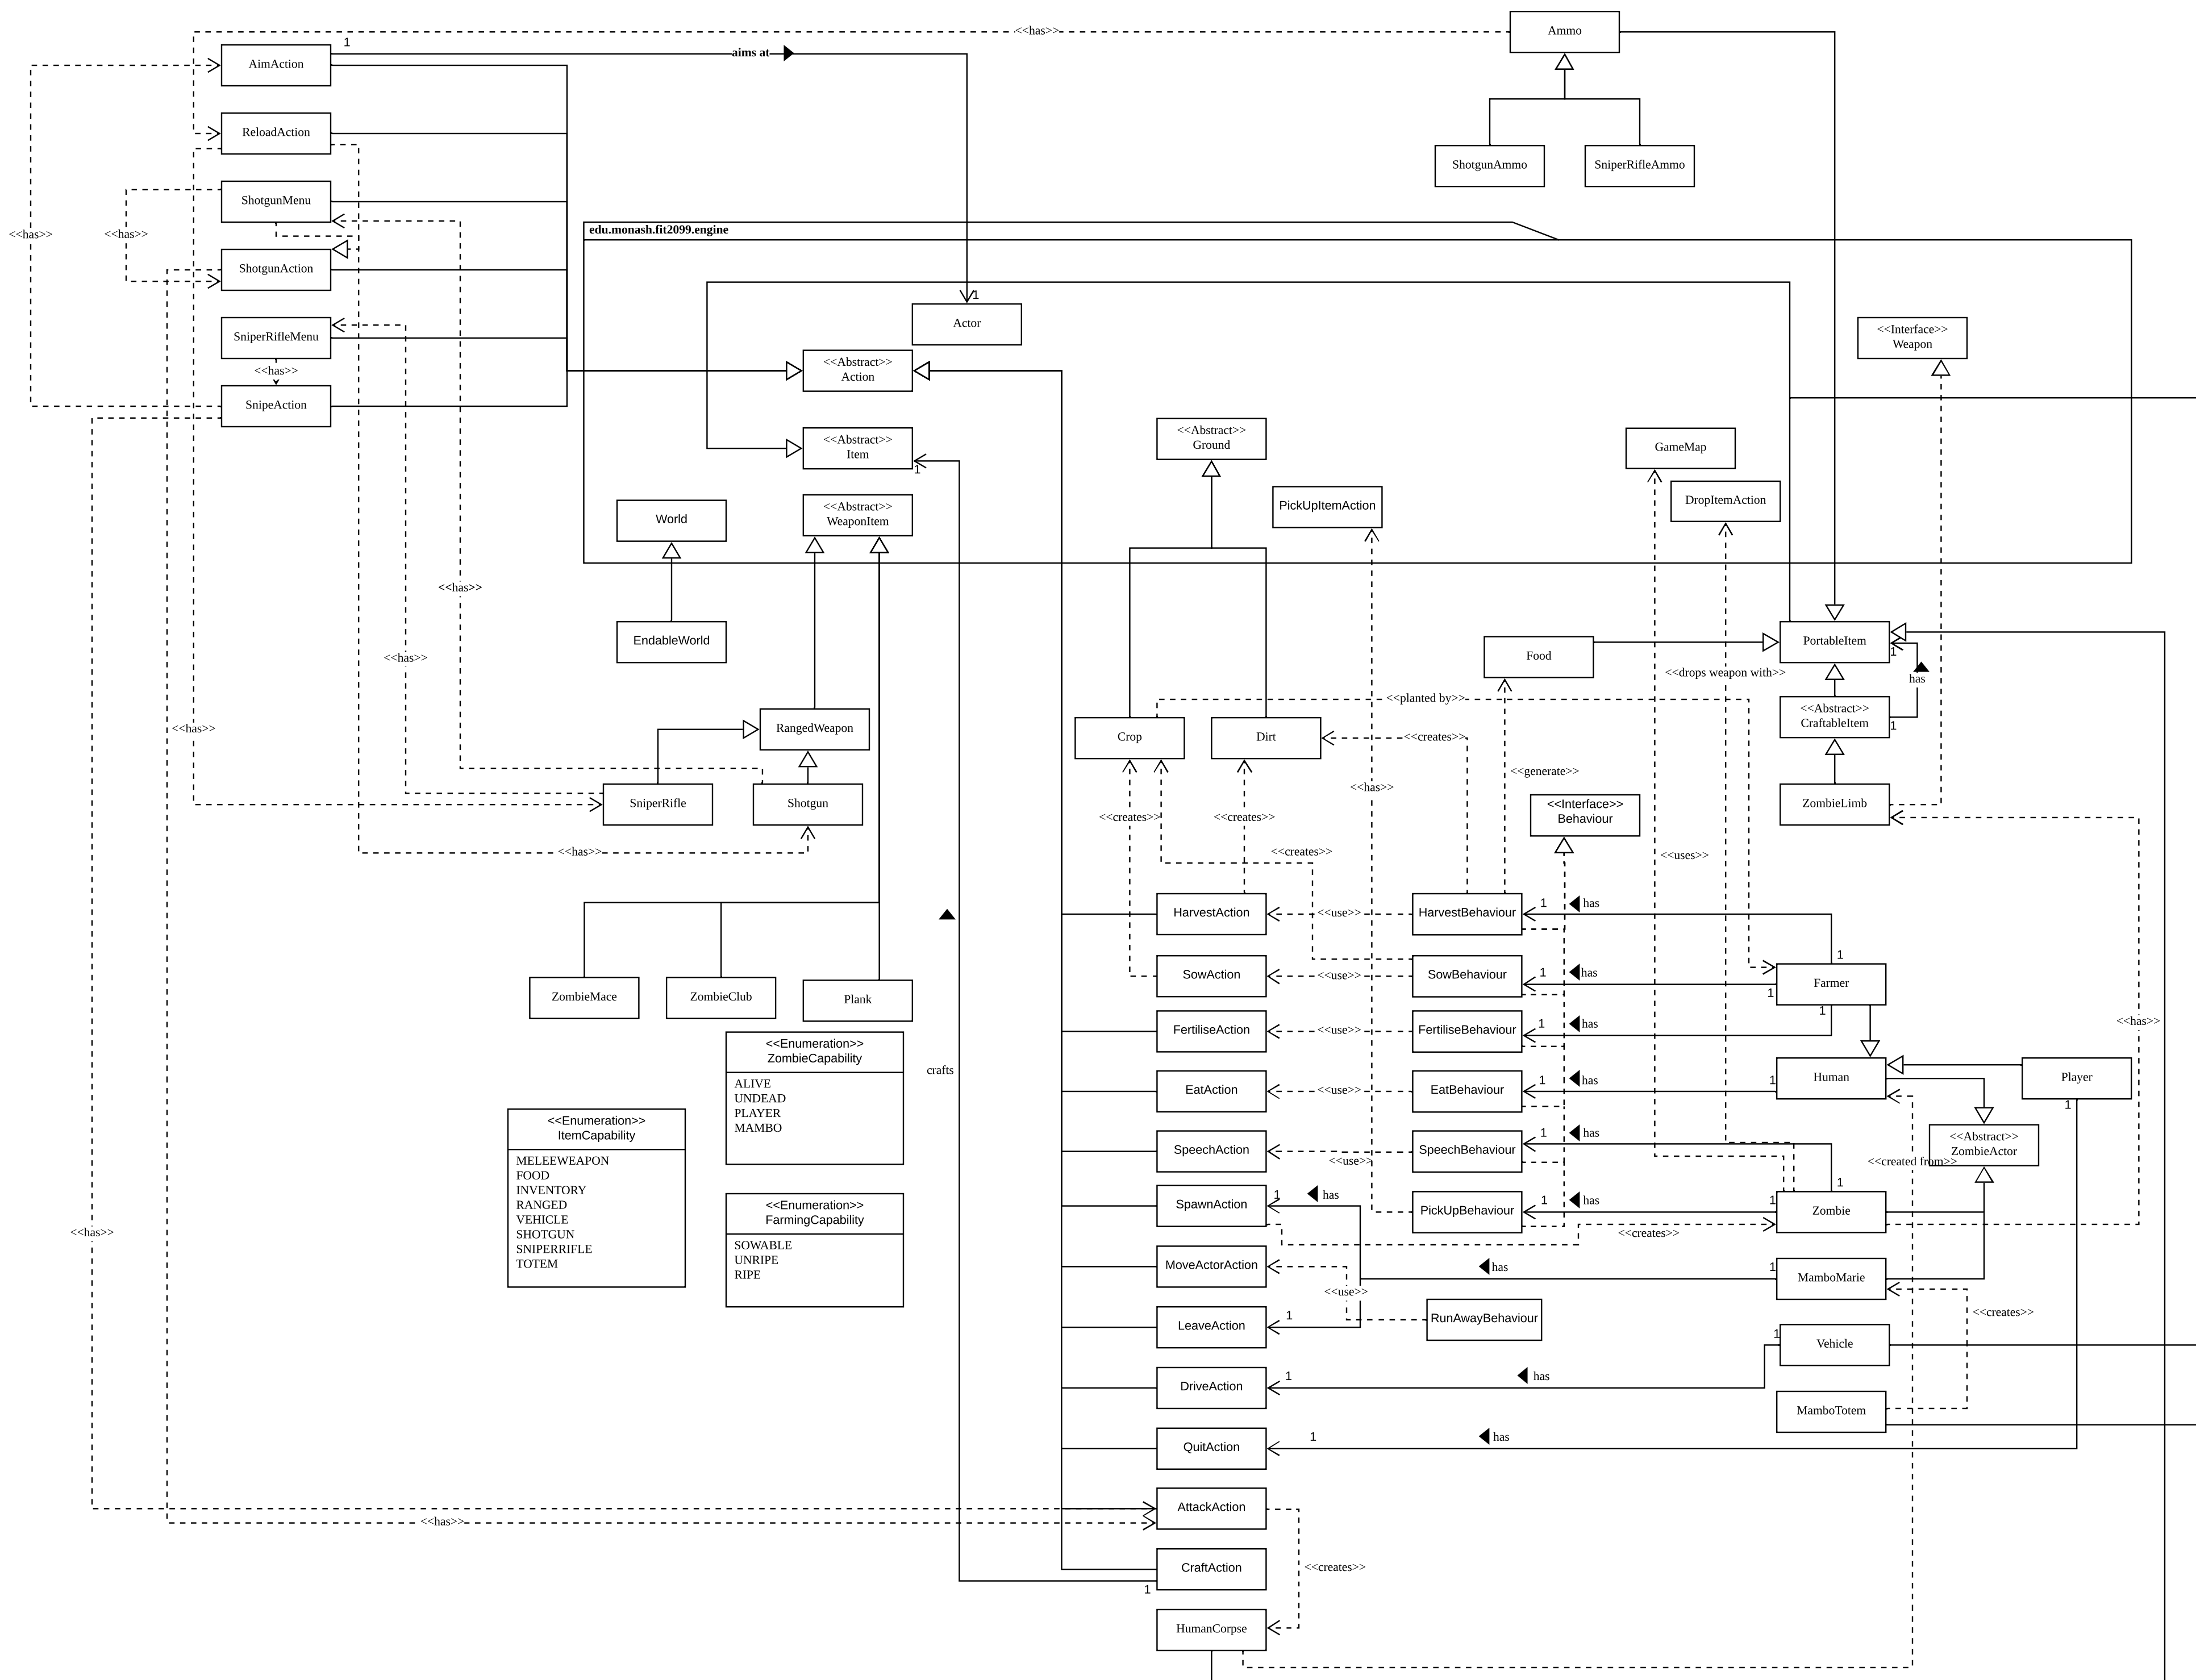 <<has>>
Ammo
1
AimAction
aims at
ReloadAction
ShotgunAmmo
SniperRifleAmmo
ShotgunMenu
edu.monash.fit2099.engine
<<has>>
<<has>>
ShotgunAction
1
Actor
SniperRifleMenu
<<Interface>>
Weapon
<<has>>
<<Abstract>>
Action
SnipeAction
<<Abstract>>
Item
1
<<Abstract>>
Ground
GameMap
<<Abstract>>
WeaponItem
World
PickUpItemAction
DropItemAction
<<has>>
EndableWorld
<<has>>
Food
PortableItem
1
<<drops weapon with>>
has
<<planted by>>
<<Abstract>>
CraftableItem
1
<<has>>
RangedWeapon
Crop
Dirt
<<creates>>
<<generate>>
<<has>>
SniperRifle
Shotgun
<<Interface>>
Behaviour
ZombieLimb
<<creates>>
<<creates>>
<<has>>
<<creates>>
<<uses>>
HarvestAction
<<use>>
HarvestBehaviour
1
has
1
SowAction
<<use>>
SowBehaviour
1
has
Farmer
1
1
ZombieMace
ZombieClub
Plank
FertiliseAction
<<use>>
FertiliseBehaviour
1
has
<<has>>
<<Enumeration>>
ZombieCapability
ALIVE
UNDEAD
PLAYER
MAMBO
crafts
EatAction
<<use>>
EatBehaviour
1
has
1
Human
Player
1
<<Enumeration>>
ItemCapability
MELEEWEAPON
FOOD
INVENTORY
RANGED
VEHICLE
SHOTGUN
SNIPERRIFLE
TOTEM
SpeechAction
<<use>>
SpeechBehaviour
1
has
<<Abstract>>
ZombieActor
<<created from>>
1
<<Enumeration>>
FarmingCapability
SOWABLE
UNRIPE
RIPE
SpawnAction
1
has
PickUpBehaviour
1
has
1
Zombie
<<has>>
<<creates>>
MoveActorAction
has
1
MamboMarie
<<use>>
RunAwayBehaviour
<<creates>>
LeaveAction
1
1
Vehicle
DriveAction
1
has
MamboTotem
QuitAction
1
has
AttackAction
<<has>>
<<creates>>
CraftAction
1
HumanCorpse